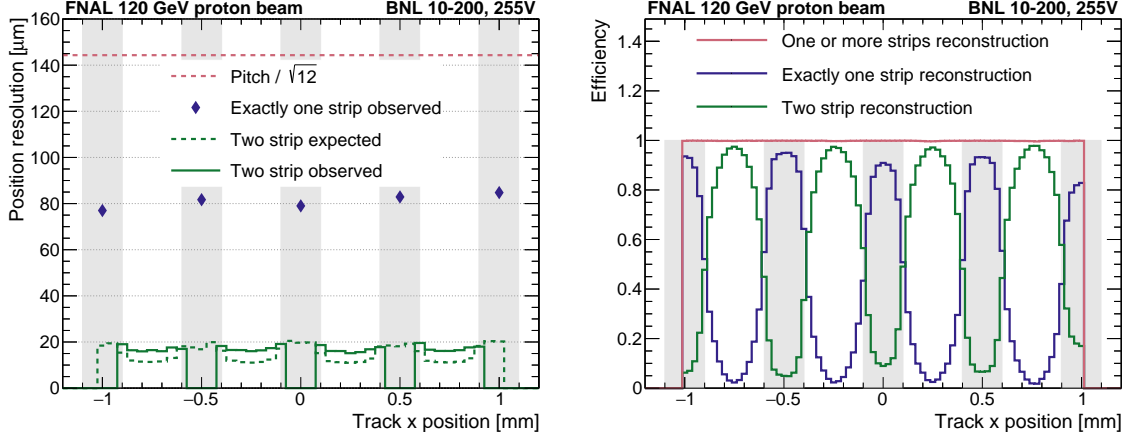 FNAL 120 GeV proton beam BNL 10-200, 255V
Position resolution [μm]
160
140
120
100
80
60
40
20
0
Pitch / √12
Exactly one strip observed
Two strip expected
Two strip observed
−1 −0.5 0 0.5 1
Track x position [mm]
FNAL 120 GeV proton beam BNL 10-200, 255V
Efficiency
1.4
1.2
1
0.8
0.6
0.4
0.2
0
One or more strips reconstruction
Exactly one strip reconstruction
Two strip reconstruction
−1 −0.5 0 0.5 1
Track x position [mm]